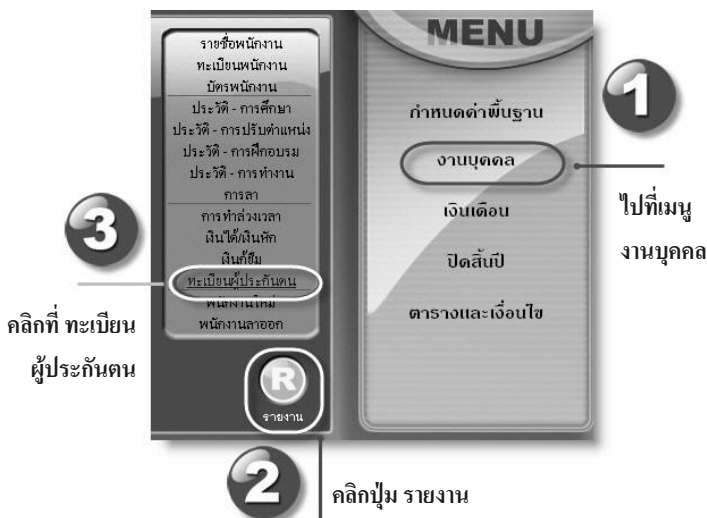 MENU
กำหนดค่าพื้นฐาน
งานบุคคล
เงินเดือน
ปิดสิ้นปี
ตารางและเงื่อนไข
1
ไปที่เมนู
งานบุคคล
รายชื่อพนักงาน
ทะเบียนพนักงาน
บัตรพนักงาน
ประวัติ - การศึกษา
ประวัติ - การปรับตำแหน่ง
ประวัติ - การฝึกอบรม
ประวัติ - การทำงาน
การลา
การทำล่วงเวลา
เงินได้/เงินหัก
เงินกู้ยืม
ทะเบียนผู้ประกันตน
พนักงานใหม่
พนักงานลาออก
3
คลิกที่ ทะเบียน
ผู้ประกันตน
R
รายงาน
2
คลิกปุ่ม รายงาน